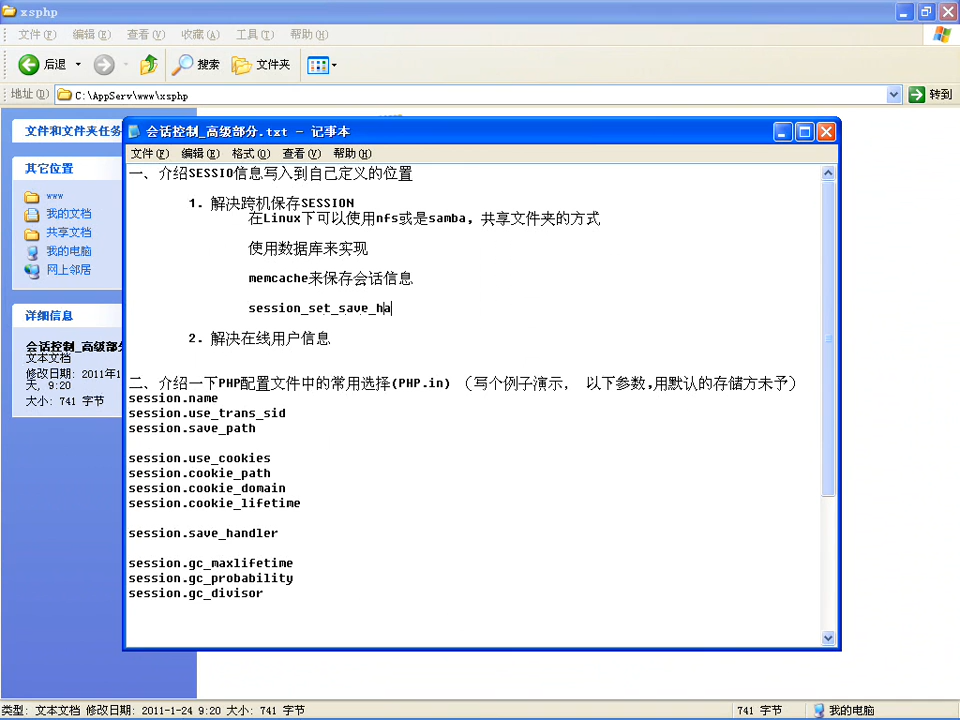 xsphp
文件(F) 编辑(E) 查看(V) 收藏(A) 工具(T) 帮助(H)
后退 搜索 文件夹
地址(D) C:\AppServ\www\xsphp 转到
文件和文件夹任务
其它位置
www
我的文档
共享文档
我的电脑
网上邻居
详细信息
会话控制_高级部分
文本文档
修改日期: 2011年1
天, 9:20
大小: 741 字节
会话控制_高级部分.txt - 记事本
文件(F) 编辑(E) 格式(O) 查看(V) 帮助(H)
一、介绍SESSIO信息写入到自己定义的位置
1. 解决跨机保存SESSION
在Linux下可以使用nfs或是samba，共享文件夹的方式
使用数据库来实现
memcache来保存会话信息
session_set_save_ha
2. 解决在线用户信息
二、介绍一下PHP配置文件中的常用选择(PHP.in) （写个例子演示， 以下参数，用默认的存储方未予）
session.name
session.use_trans_sid
session.save_path
session.use_cookies
session.cookie_path
session.cookie_domain
session.cookie_lifetime
session.save_handler
session.gc_maxlifetime
session.gc_probability
session.gc_divisor
类型: 文本文档 修改日期: 2011-1-24 9:20 大小: 741 字节 741 字节 我的电脑